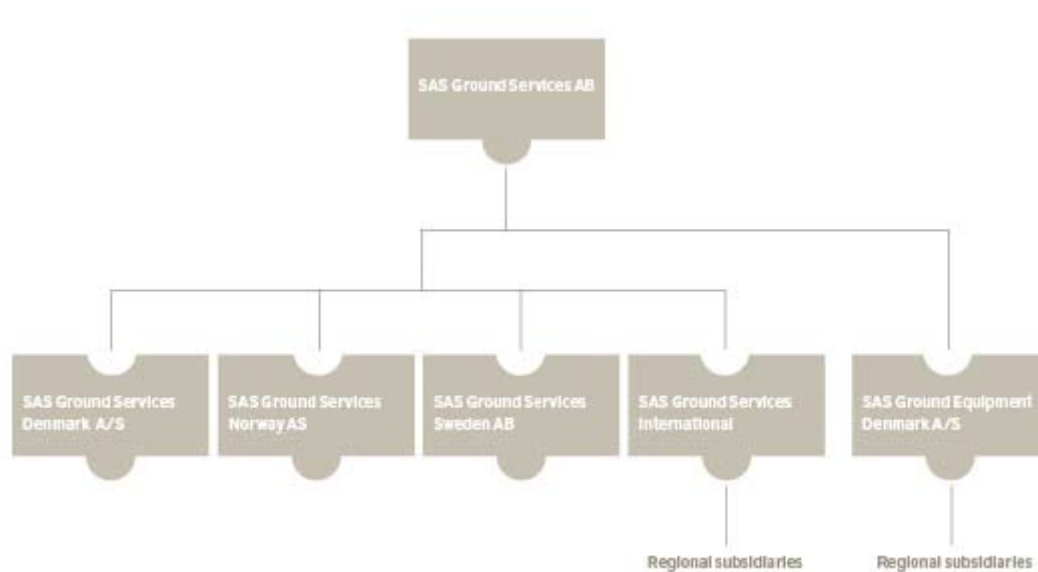 SAS Ground Services AB
SAS Ground Services
Denmark A/S
SAS Ground Services
Norway AS
SAS Ground Services
Sweden AB
SAS Ground Services
International
SAS Ground Equipment
Denmark A/S
Regional subsidiaries
Regional subsidiaries